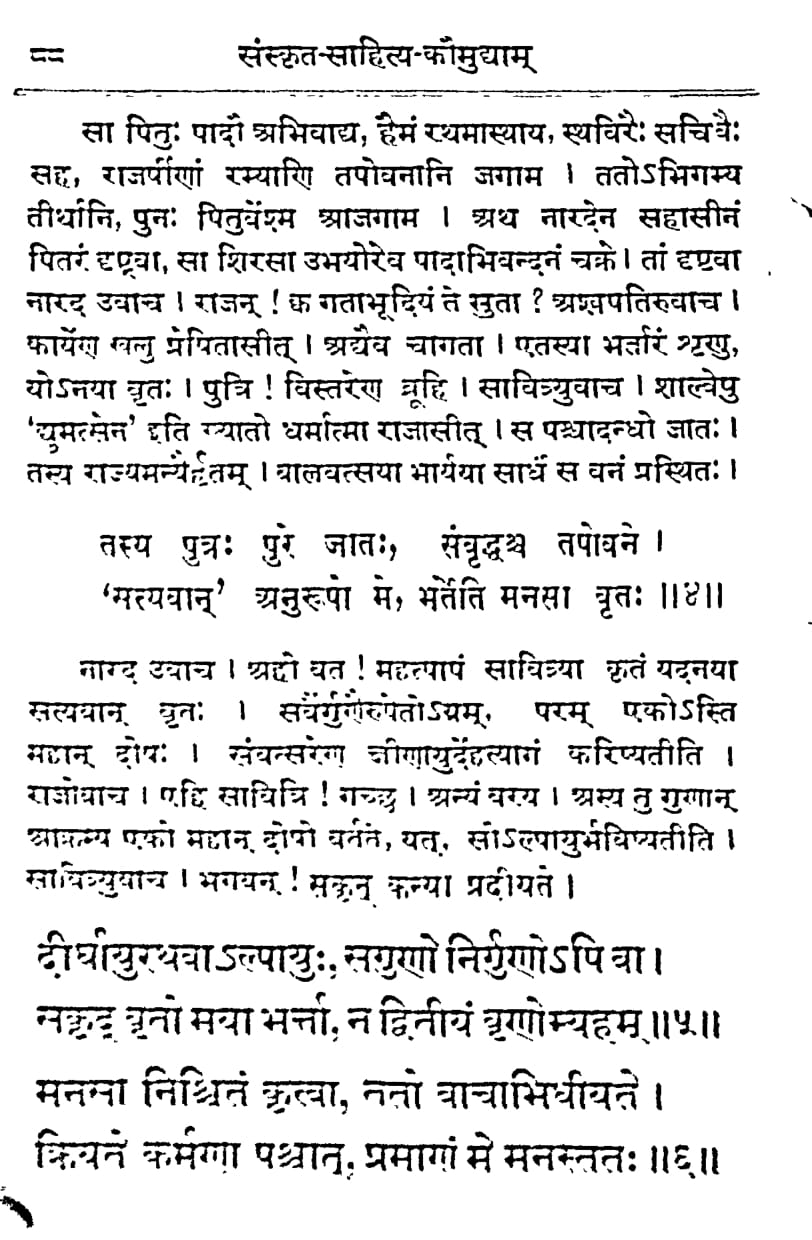 ८८ संस्कृत-साहित्य-कौमुद्याम्
सा पितुः पादौ अभिवाद्य, हैमं रथमास्थाय, स्थविरैः सचिवैः
सह, राजर्षीणां रम्याणि तपोवनानि जगाम । ततोऽभिगम्य
तीर्थानि, पुनः पितुर्वेश्म आजगाम । अथ नारदेन सहासीनं
पितरं दृष्ट्वा, सा शिरसा उभयोरेव पादाभिवन्दनं चक्रे । तां दृष्ट्वा
नारद उवाच । राजन् ! क्व गताभूदियं ते सुता ? अश्वपतिरुवाच ।
कार्येण खलु प्रेषितासीत् । अद्यैव चागता । एतस्या भर्तारं शृणु,
योऽनया वृतः । पुत्रि ! विस्तरेण ब्रूहि । सावित्र्युवाच । शाल्वेषु
‘द्युमत्सेन’ इति ख्यातो धर्मात्मा राजासीत् । स पश्चादन्धो जातः ।
तस्य राज्यमन्यैर्हृतम् । बालवत्सया भार्यया सार्धं स वनं प्रस्थितः ।
तस्य पुत्रः पुरे जातः, संवृद्धश्च तपोवने ।
‘सत्यवान्’ अनुरूपो मे, भर्तेति मनसा वृतः ॥४॥
नारद उवाच । अहो बत ! महत्पापं सावित्र्या कृतं यदनया
सत्यवान् वृतः । सर्वैर्गुणैरुपेतोऽयम्, परम् एकोऽस्ति
महान् दोषः । संवत्सरेण क्षीणायुर्देहत्यागं करिष्यतीति ।
राजोवाच । एहि सावित्रि ! गच्छ । अन्यं वरय । अस्य तु गुणान्
आक्रम्य एको महान् दोषो वर्तते, यत्, सोऽल्पायुर्भविष्यतीति ।
सावित्र्युवाच । भगवन् ! सकृत् कन्या प्रदीयते ।
दीर्घायुरथवाऽल्पायुः, सगुणो निर्गुणोऽपि वा ।
सकृद् वृतो मया भर्त्ता, न द्वितीयं वृणोम्यहम् ॥५॥
मनसा निश्चितं कृत्वा, ततो वाचाभिधीयते ।
क्रियते कर्मणा पश्चात्, प्रमाणं मे मनस्ततः ॥६॥